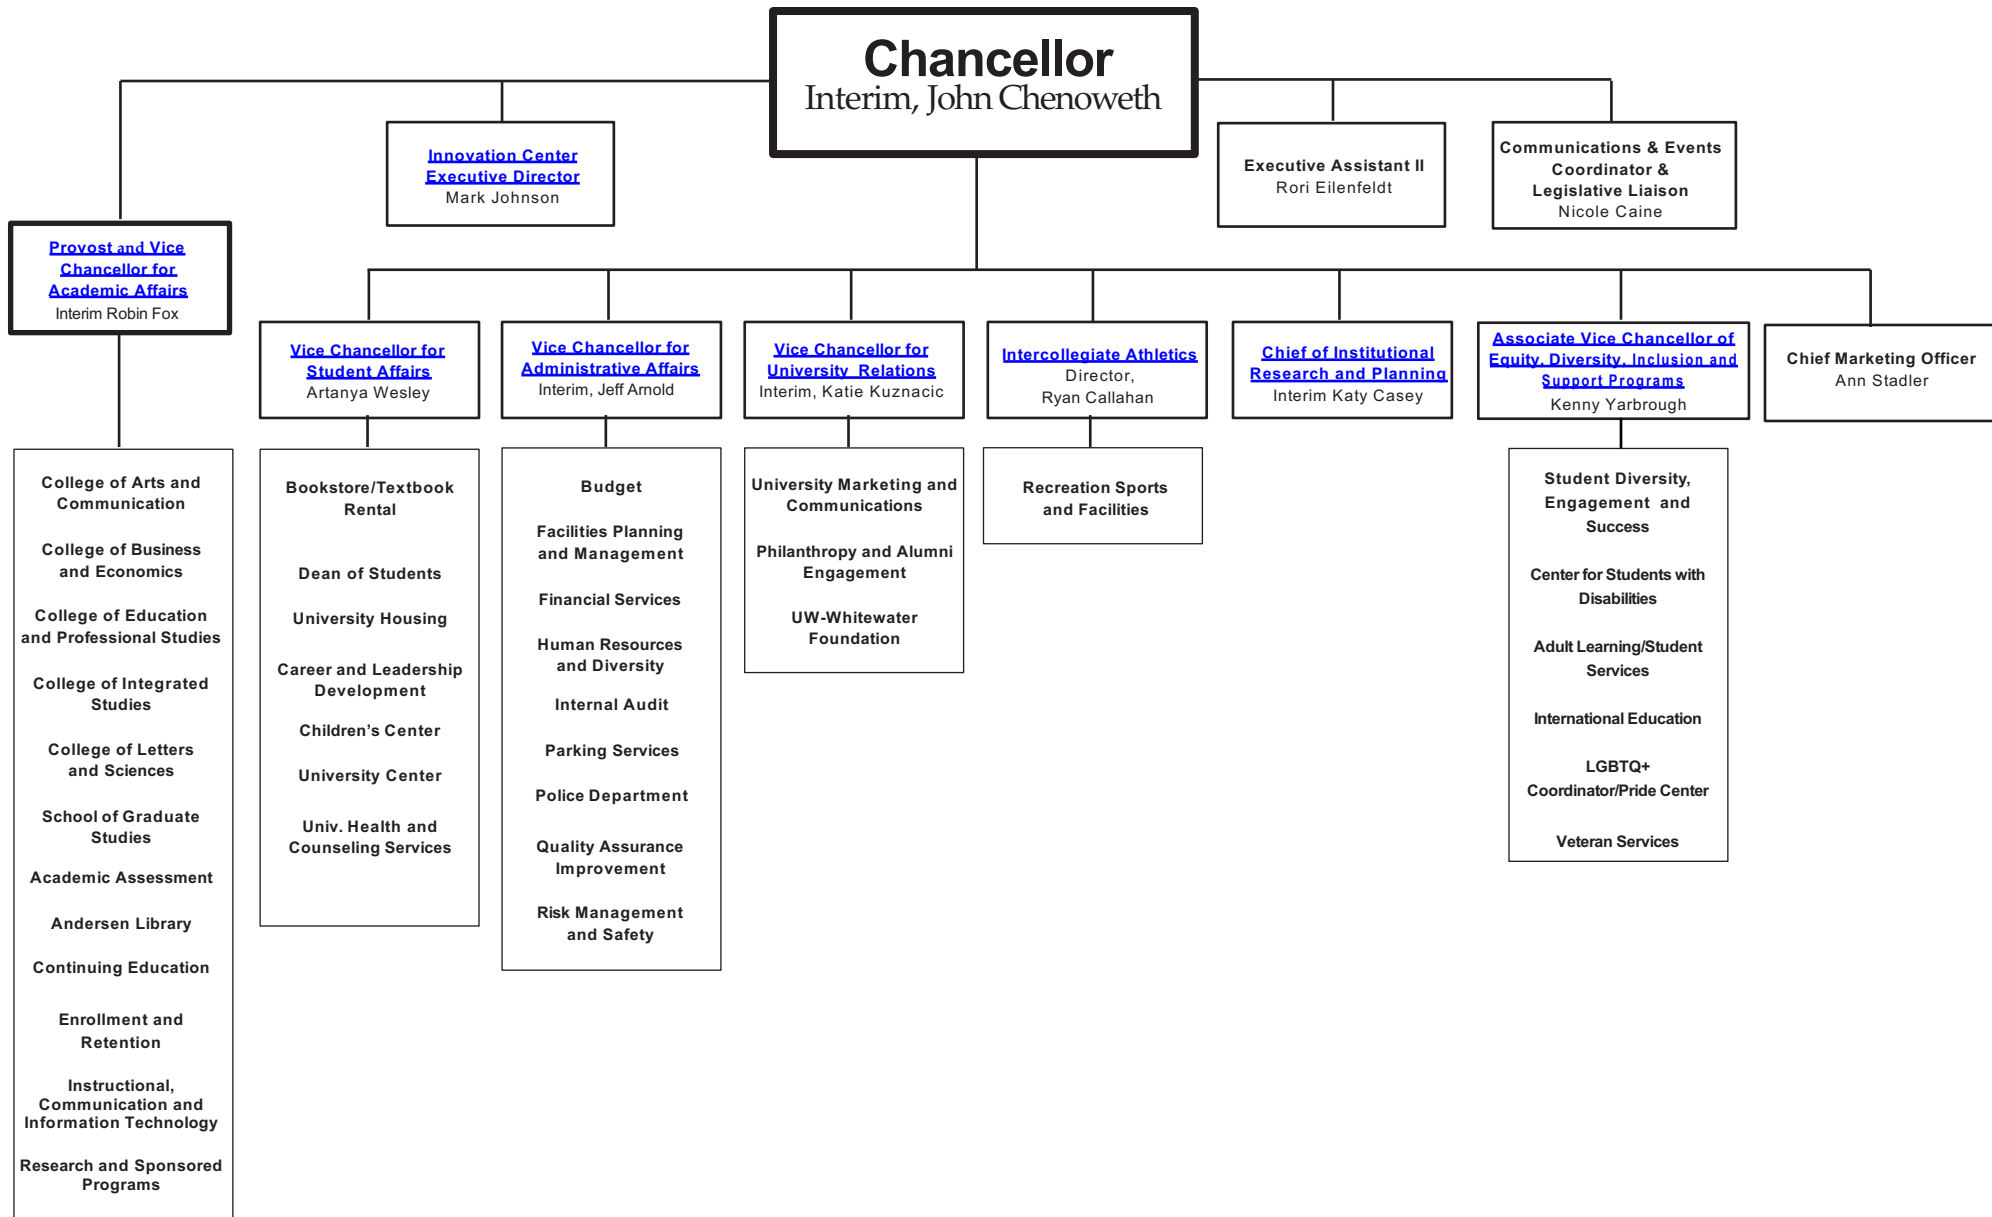 Chancellor
Interim, John Chenoweth
Innovation Center
Executive Director
Mark Johnson
Executive Assistant II
Rori Eilenfeldt
Communications & Events
Coordinator &
Legislative Liaison
Nicole Caine
Provost and Vice
Chancellor for
Academic Affairs
Interim Robin Fox
Vice Chancellor for
Student Affairs
Artanya Wesley
Vice Chancellor for
Administrative Affairs
Interim, Jeff Arnold
Vice Chancellor for
University Relations
Interim, Katie Kuznacic
Intercollegiate Athletics
Director,
Ryan Callahan
Chief of Institutional
Research and Planning
Interim Katy Casey
Associate Vice Chancellor of
Equity, Diversity, Inclusion and
Support Programs
Kenny Yarbrough
Chief Marketing Officer
Ann Stadler
College of Arts and
Communication
College of Business
and Economics
College of Education
and Professional Studies
College of Integrated
Studies
College of Letters
and Sciences
School of Graduate
Studies
Academic Assessment
Andersen Library
Continuing Education
Enrollment and
Retention
Instructional,
Communication and
Information Technology
Research and Sponsored
Programs
Bookstore/Textbook
Rental
Dean of Students
University Housing
Career and Leadership
Development
Children’s Center
University Center
Univ. Health and
Counseling Services
Budget
Facilities Planning
and Management
Financial Services
Human Resources
and Diversity
Internal Audit
Parking Services
Police Department
Quality Assurance
Improvement
Risk Management
and Safety
University Marketing and
Communications
Philanthropy and Alumni
Engagement
UW-Whitewater
Foundation
Recreation Sports
and Facilities
Student Diversity,
Engagement and
Success
Center for Students with
Disabilities
Adult Learning/Student
Services
International Education
LGBTQ+
Coordinator/Pride Center
Veteran Services